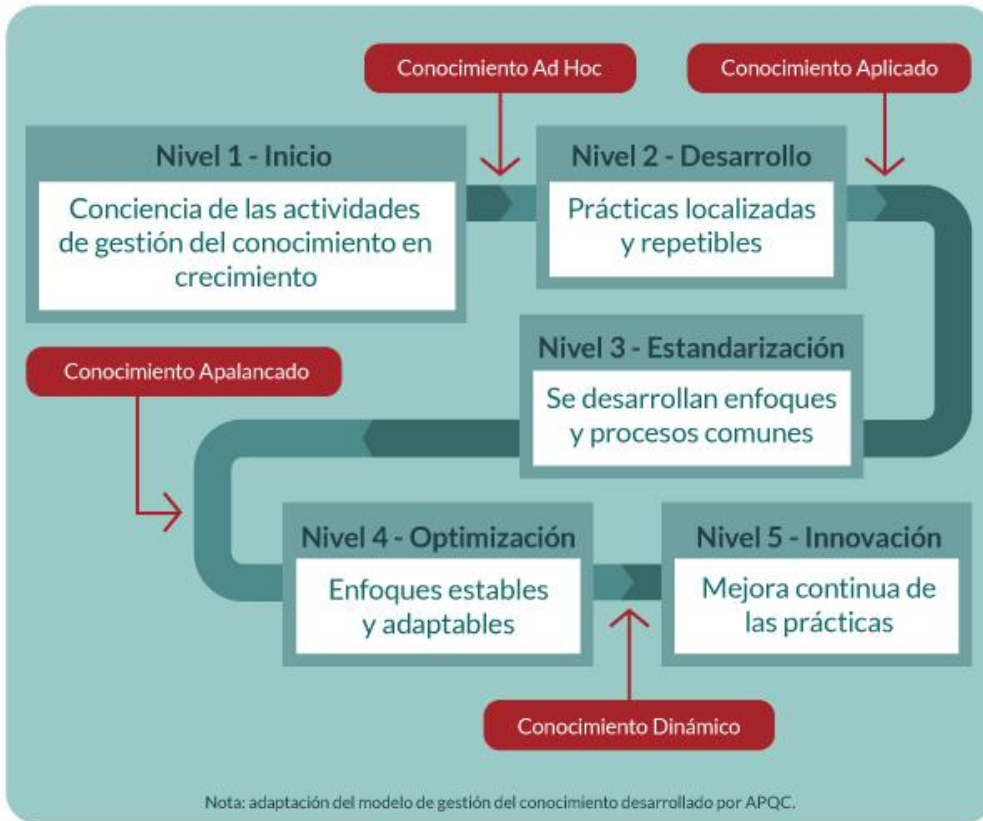 Conocimiento Ad Hoc
Conocimiento Aplicado
Nivel 1 - Inicio
Conciencia de las actividades
de gestión del conocimiento en
crecimiento
Nivel 2 - Desarrollo
Prácticas localizadas
y repetibles
Nivel 3 - Estandarización
Se desarrollan enfoques
y procesos comunes
Conocimiento Apalancado
Nivel 4 - Optimización
Enfoques estables
y adaptables
Nivel 5 - Innovación
Mejora continua de
las prácticas
Conocimiento Dinámico
Nota: adaptación del modelo de gestión del conocimiento desarrollado por APQC.